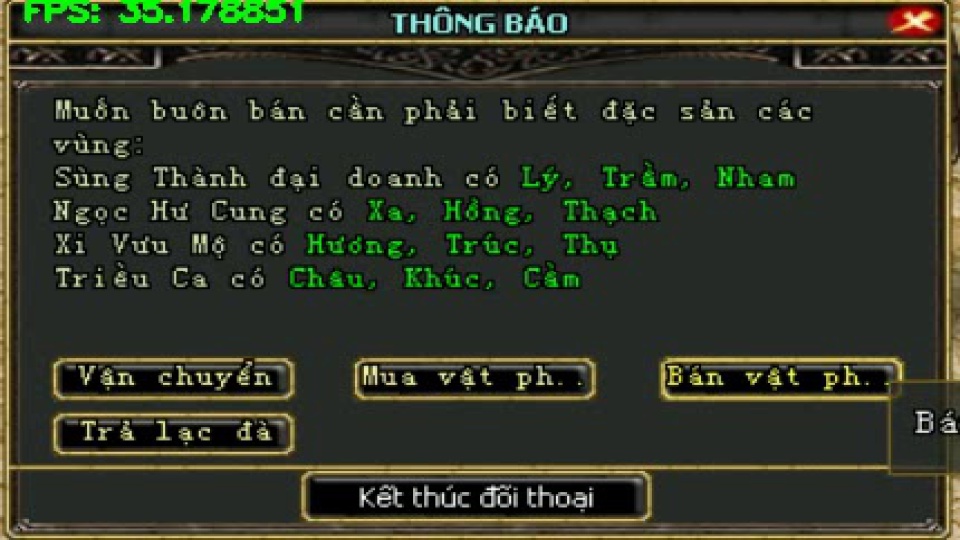 FPS: 35.178851
THÔNG BÁO
Muốn buôn bán cần phải biết đặc sản các
vùng:
Sùng Thành đại doanh có Lý, Trầm, Nham
Ngọc Hư Cung có Xa, Hồng, Thạch
Xi Vưu Mộ có Hương, Trúc, Thụ
Triều Ca có Châu, Khúc, Cầm
Vận chuyển Mua vật ph.. Bán vật ph..
Bá
Trả lạc đà
Kết thúc đối thoại